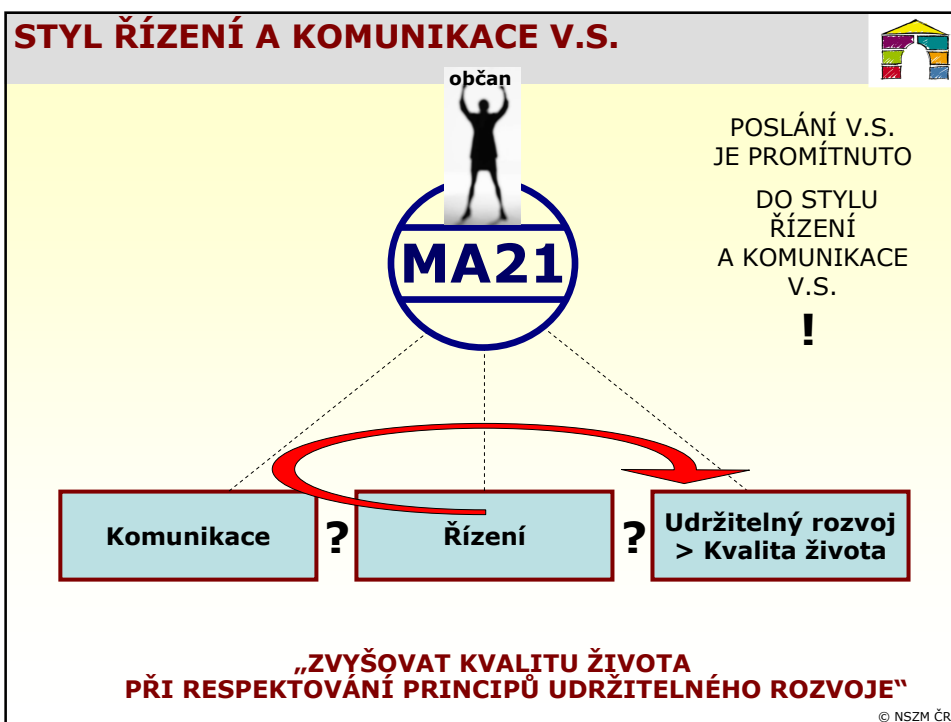 STYL ŘÍZENÍ A KOMUNIKACE V.S.
občan
MA21
POSLÁNÍ V.S.
JE PROMÍTNUTO
DO STYLU
ŘÍZENÍ
A KOMUNIKACE
V.S.
!
Komunikace
?
Řízení
?
Udržitelný rozvoj
> Kvalita života
„ZVYŠOVAT KVALITU ŽIVOTA
PŘI RESPEKTOVÁNÍ PRINCIPŮ UDRŽITELNÉHO ROZVOJE“
© NSZM ČR